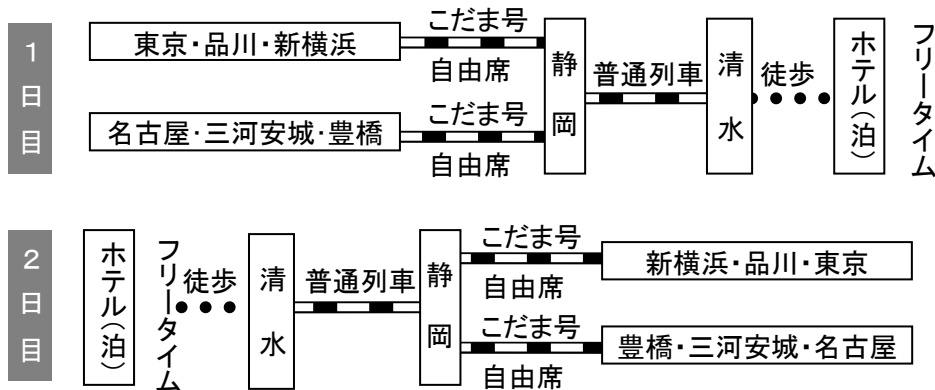 1日目
東京・品川・新横浜
こだま号
自由席
名古屋・三河安城・豊橋
こだま号
自由席
静岡
普通列車
清水
徒歩
ホテル(泊)
フリータイム
2日目
ホテル(泊)
フリータイム
徒歩
清水
普通列車
静岡
こだま号
自由席
新横浜・品川・東京
こだま号
自由席
豊橋・三河安城・名古屋